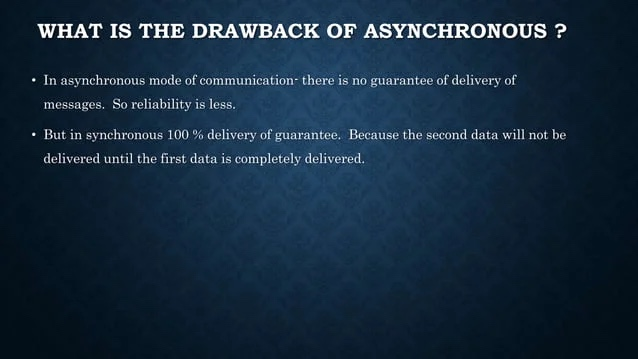 WHAT IS THE DRAWBACK OF ASYNCHRONOUS ?
• In asynchronous mode of communication- there is no guarantee of delivery of
messages.  So reliability is less.
• But in synchronous 100 % delivery of guarantee.  Because the second data will not be
delivered until the first data is completely delivered.